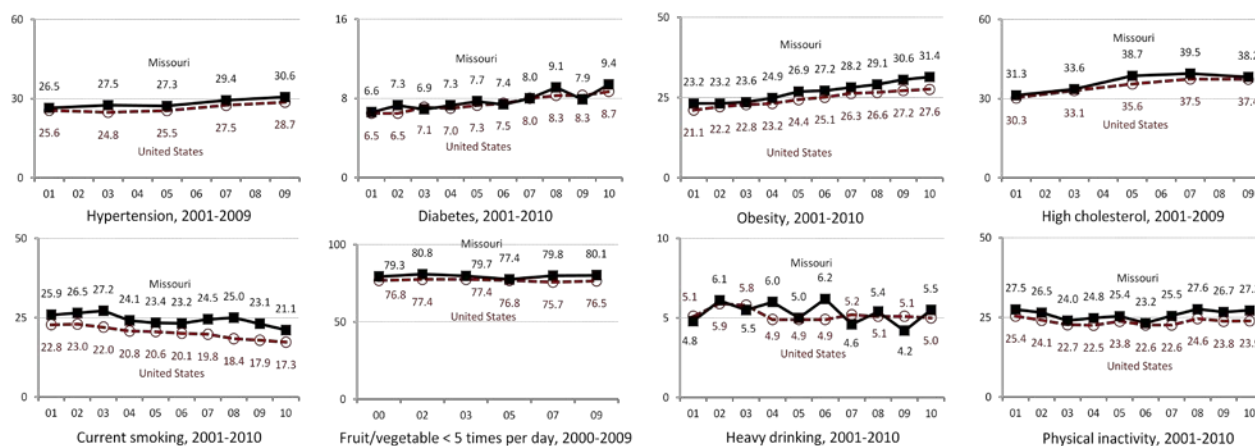 60
Missouri
26.5 27.5 27.3 29.4 30.6
30
25.6 24.8 25.5 27.5 28.7
United States
0
01 02 03 04 05 06 07 08 09
Hypertension, 2001-2009
16
Missouri
6.6 7.3 6.9 7.3 7.7 7.4 8.0 9.1 7.9 9.4
8
6.5 6.5 7.1 7.0 7.3 7.5 8.0 8.3 8.3 8.7
United States
0
01 02 03 04 05 06 07 08 09 10
Diabetes, 2001-2010
50
Missouri
23.2 23.2 23.6 24.9 26.9 27.2 28.2 29.1 30.6 31.4
25
21.1 22.2 22.8 23.2 24.4 25.1 26.3 26.6 27.2 27.6
United States
0
01 02 03 04 05 06 07 08 09 10
Obesity, 2001-2010
60
Missouri
31.3 33.6 38.7 39.5 38.2
30
30.3 33.1 35.6 37.5
United States
0
01 02 03 04 05 06 07 08 09
High cholesterol, 2001-2009
50
Missouri
25.9 26.5 27.2 24.1 23.4 23.2 24.5 25.0 23.1 21.1
25
22.8 23.0 22.0 20.8 20.6 20.1 19.8 18.4 17.9 17.3
United States
0
01 02 03 04 05 06 07 08 09 10
Current smoking, 2001-2010
100
Missouri
79.3 80.8 79.7 77.4 79.8 80.1
76.8 77.4 77.4 76.8 75.7 76.5
United States
50
0
00 02 03 05 07 09
Fruit/vegetable < 5 times per day, 2000-2009
10
Missouri
5.1 6.1 5.8 6.0 5.0 6.2 5.2 5.4 5.1 5.5
5
4.8 5.9 5.5 4.9 4.9 4.9 4.6 5.1 4.2 5.0
United States
0
01 02 03 04 05 06 07 08 09 10
Heavy drinking, 2001-2010
50
Missouri
27.5 26.5 24.0 24.8 25.4 23.2 25.5 27.6 26.7
25
25.4 24.1 22.7 22.5 23.8 22.6 22.6 24.6 23.8 23.9
United States
0
01 02 03 04 05 06 07 08 09 10
Physical inactivity, 2001-2010